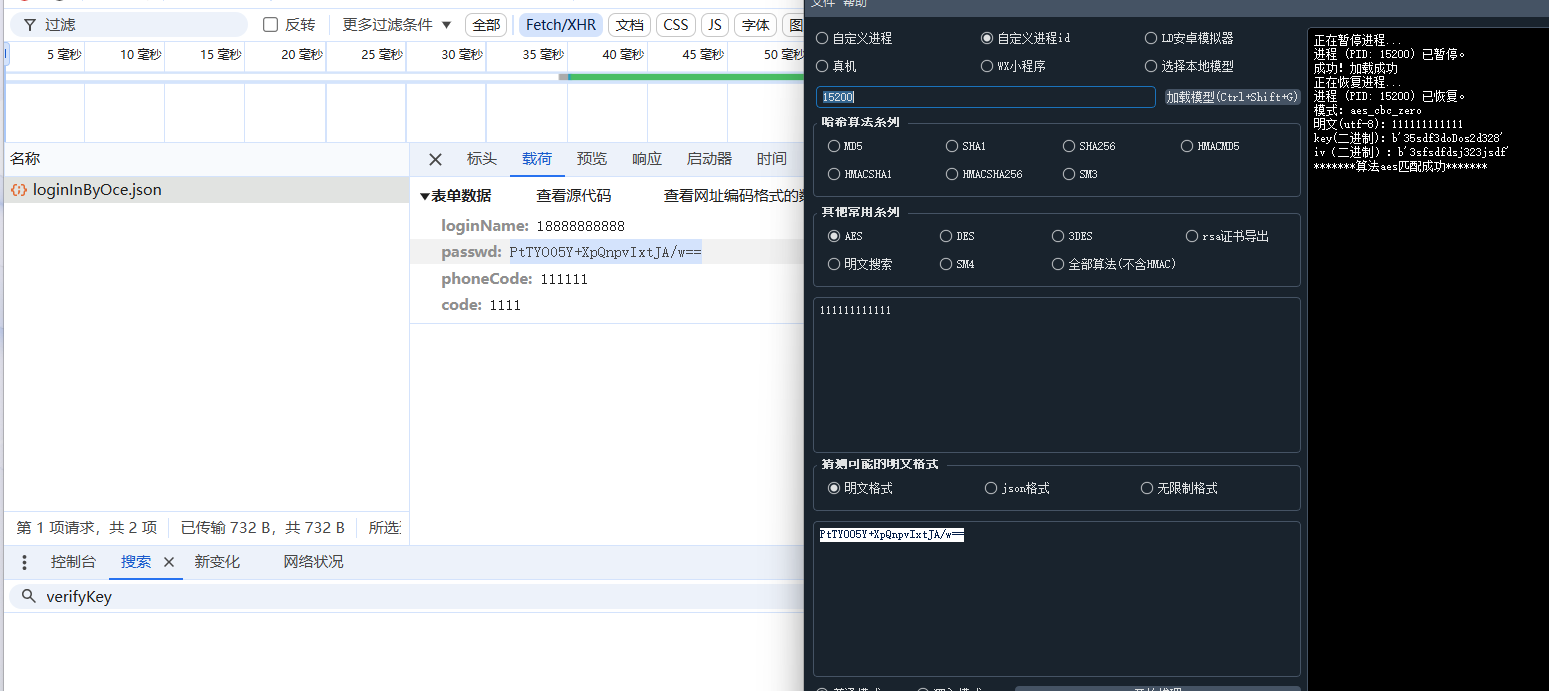 过滤
反转
更多过滤条件
全部
Fetch/XHR
文档
CSS
JS
字体
5 毫秒
10 毫秒
15 毫秒
20 毫秒
25 毫秒
30 毫秒
35 毫秒
40 毫秒
45 毫秒
50 毫秒
名称
标头
载荷
预览
响应
启动器
时间
loginInByOce.json
表单数据
查看源代码
查看网址编码格式的数
loginName: 18888888888
passwd: PtTYO05Y+XpQnpvIxtJA/w==
phoneCode: 111111
code: 1111
第 1 项请求，共 2 项
已传输 732 B，共 732 B
所选
控制台
搜索
新变化
网络状况
verifyKey
文件 帮助
自定义进程
自定义进程id
LD安卓模拟器
真机
WX小程序
选择本地模型
15200
加载模型(Ctrl+Shift+G)
哈希算法系列
MD5
SHA1
SHA256
HMACMD5
HMACSHA1
HMACSHA256
SM3
其他常用系列
AES
DES
3DES
rsa证书导出
明文搜索
SM4
全部算法(不含HMAC)
111111111111
猜测可能的明文格式
明文格式
json格式
无限制格式
PtTYO05Y+XpQnpvIxtJA/w==
正在暂停进程...
进程 (PID: 15200) 已暂停。
成功! 加载成功
正在恢复进程...
进程 (PID: 15200) 已恢复。
模式: aes_cbc_zero
明文(utf-8): 111111111111
key(二进制): b'35sdf3doDos2d328'
iv (二进制) : b'3sfsdfdsj323jsdf'
*******算法aes匹配成功*******